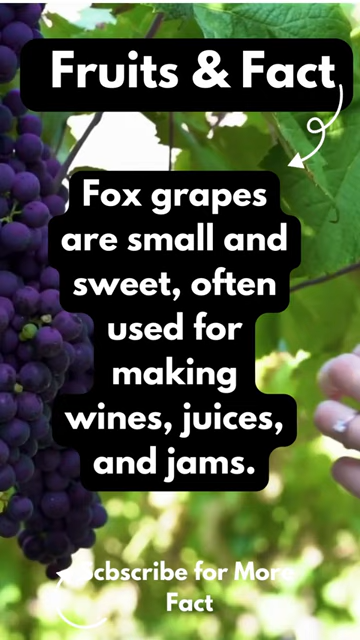 Fruits & Fact
Fox grapes
are small and
sweet, often
used for
making
wines, juices,
and jams.
for More
Fact